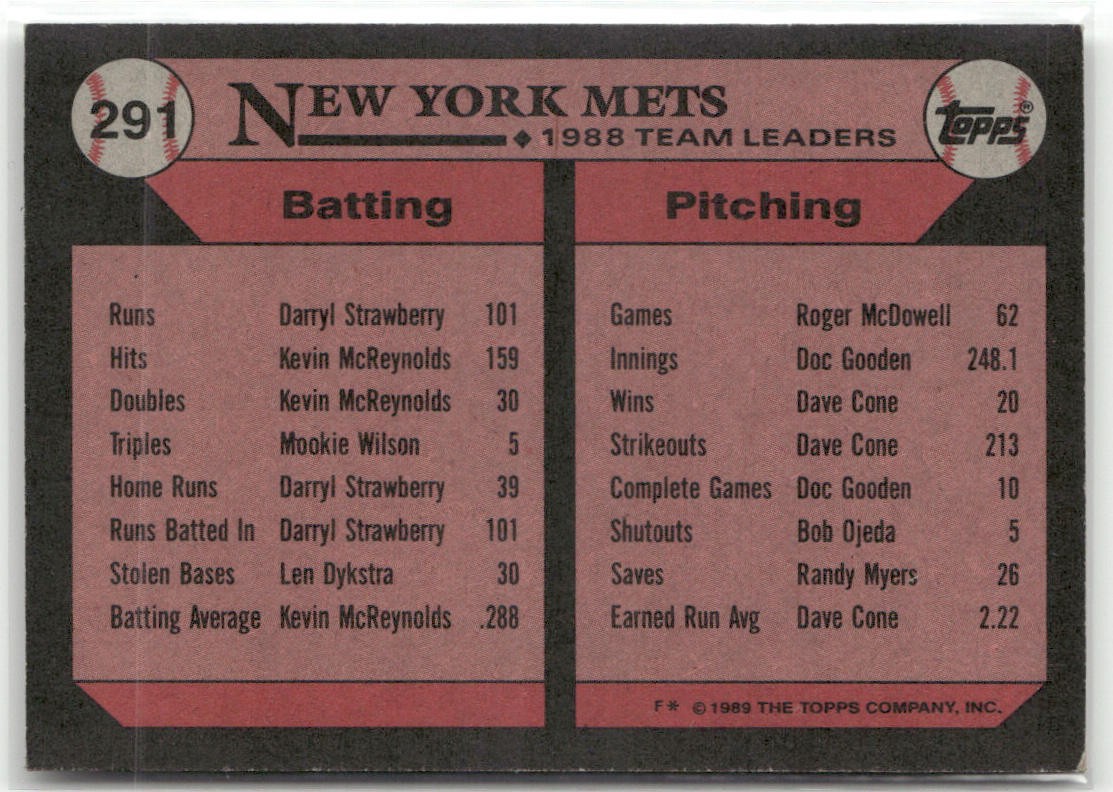 291
NEW YORK METS
1988 TEAM LEADERS
TOPPS®
Batting
Runs Darryl Strawberry 101
Hits Kevin McReynolds 159
Doubles Kevin McReynolds 30
Triples Mookie Wilson 5
Home Runs Darryl Strawberry 39
Runs Batted In Darryl Strawberry 101
Stolen Bases Len Dykstra 30
Batting Average Kevin McReynolds .288
Pitching
Games Roger McDowell 62
Innings Doc Gooden 248.1
Wins Dave Cone 20
Strikeouts Dave Cone 213
Complete Games Doc Gooden 10
Shutouts Bob Ojeda 5
Saves Randy Myers 26
Earned Run Avg Dave Cone 2.22
F* © 1989 THE TOPPS COMPANY, INC.